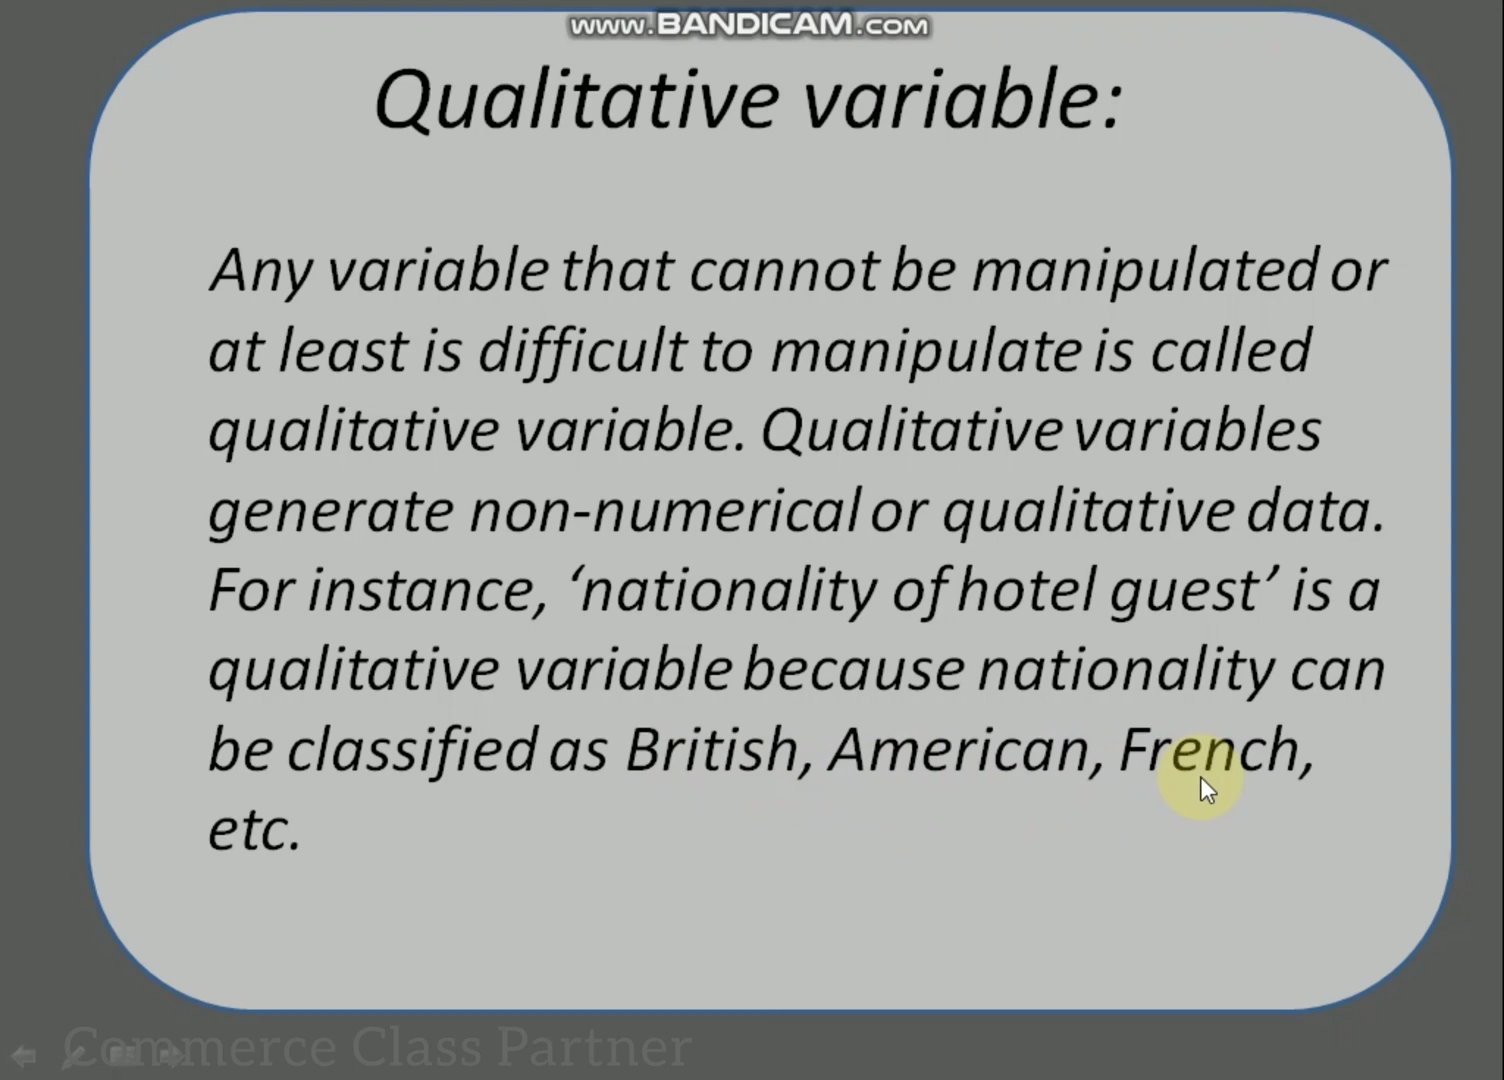 www.BANDICAM.com
Qualitative variable:
Any variable that cannot be manipulated or
at least is difficult to manipulate is called
qualitative variable. Qualitative variables
generate non-numerical or qualitative data.
For instance, ‘nationality of hotel guest’ is a
qualitative variable because nationality can
be classified as British, American, French,
etc.
Commerce Class Partner